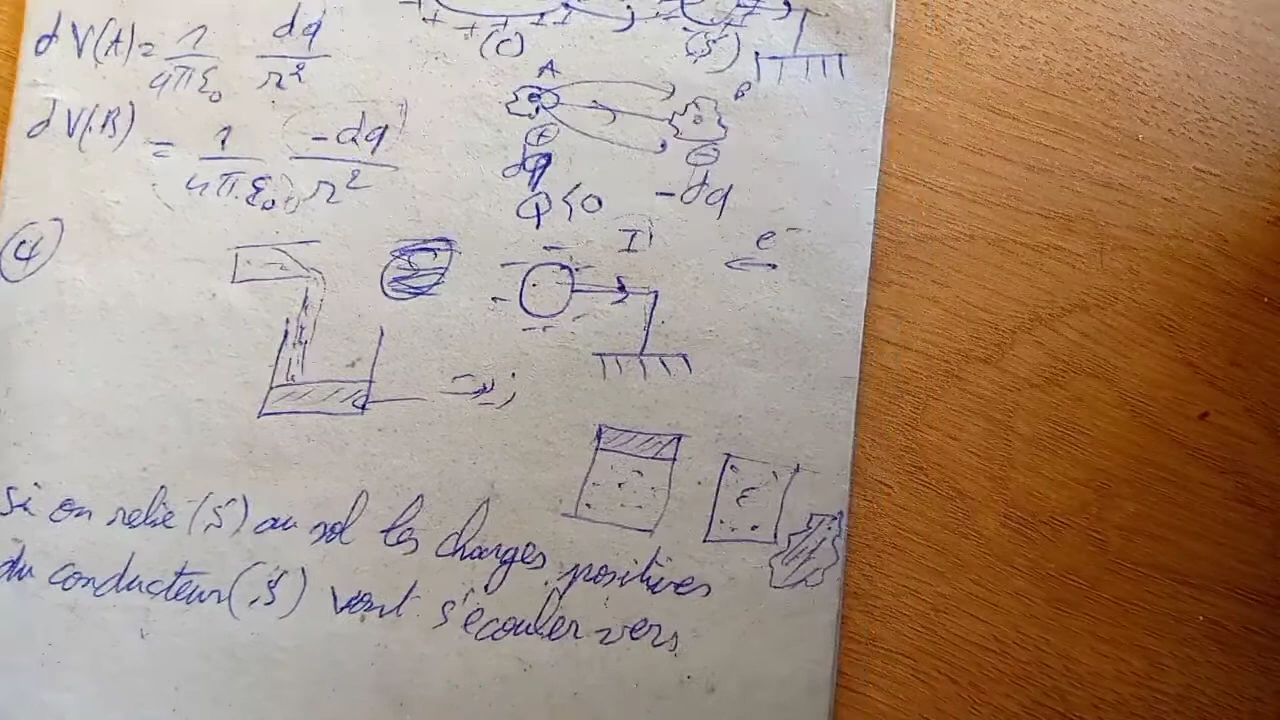 (C) (S)
dV(A) = 1/4πε₀ dq/r²
A B
dV(B) = 1/4πε₀ -dq/r²
+ -
dq -dq
Q<0
④
I e⁻
si on relie (S) au sol les charges positives
du conducteur (S) vont s'écouler vers